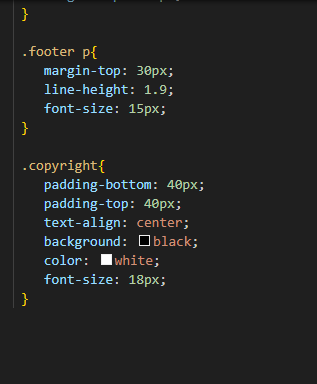 }
.footer p{
margin-top: 30px;
line-height: 1.9;
font-size: 15px;
}
.copyright{
padding-bottom: 40px;
padding-top: 40px;
text-align: center;
background: black;
color: white;
font-size: 18px;
}